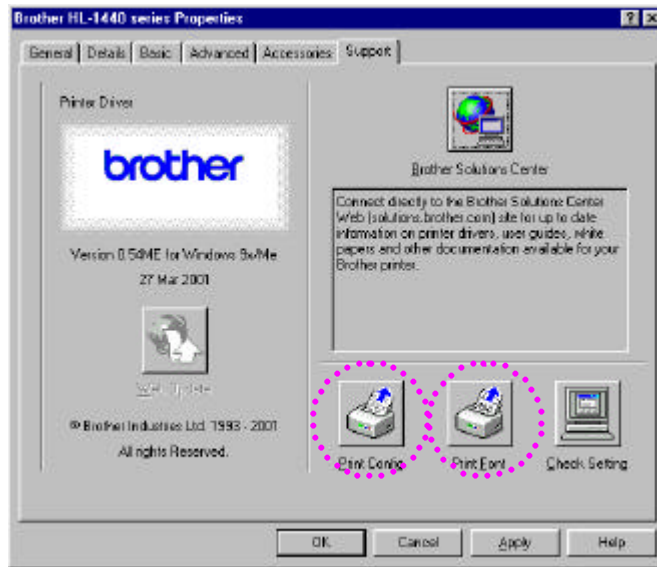 Brother HL-1440 series Properties
General Details Basic Advanced Accessories Support
Printer Driver
brother
Version 0.54ME for Windows 9x/Me
27 Mar 2001
Web Update
© Brother Industries Ltd. 1993 - 2001
All rights Reserved.
Brother Solutions Center
Connect directly to the Brother Solutions Center
Web (solutions.brother.com) site for up to date
information on printer drivers, user guides, white
papers and other documentation available for your
Brother printer.
Print Config Print Font Check Setting
OK Cancel Apply Help